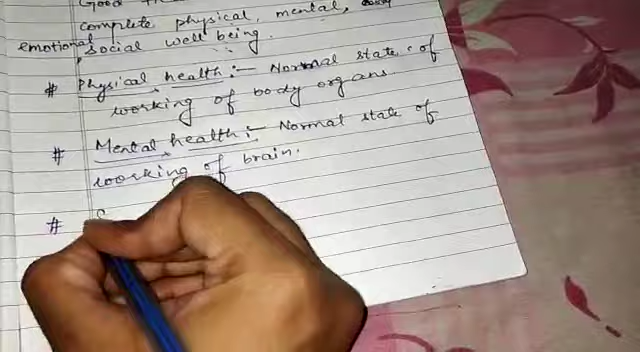 Good
complete physical, mental,
emotional, social well being.
# Physical health :- Normal state of
working of body organs.
# Mental health :- Normal state of
working of brain.
# S